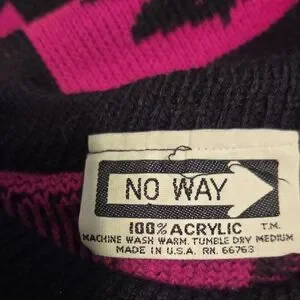 NO WAY
100% ACRYLIC T.M.
MACHINE WASH WARM. TUMBLE DRY MEDIUM
MADE IN U.S.A. RN. 66763